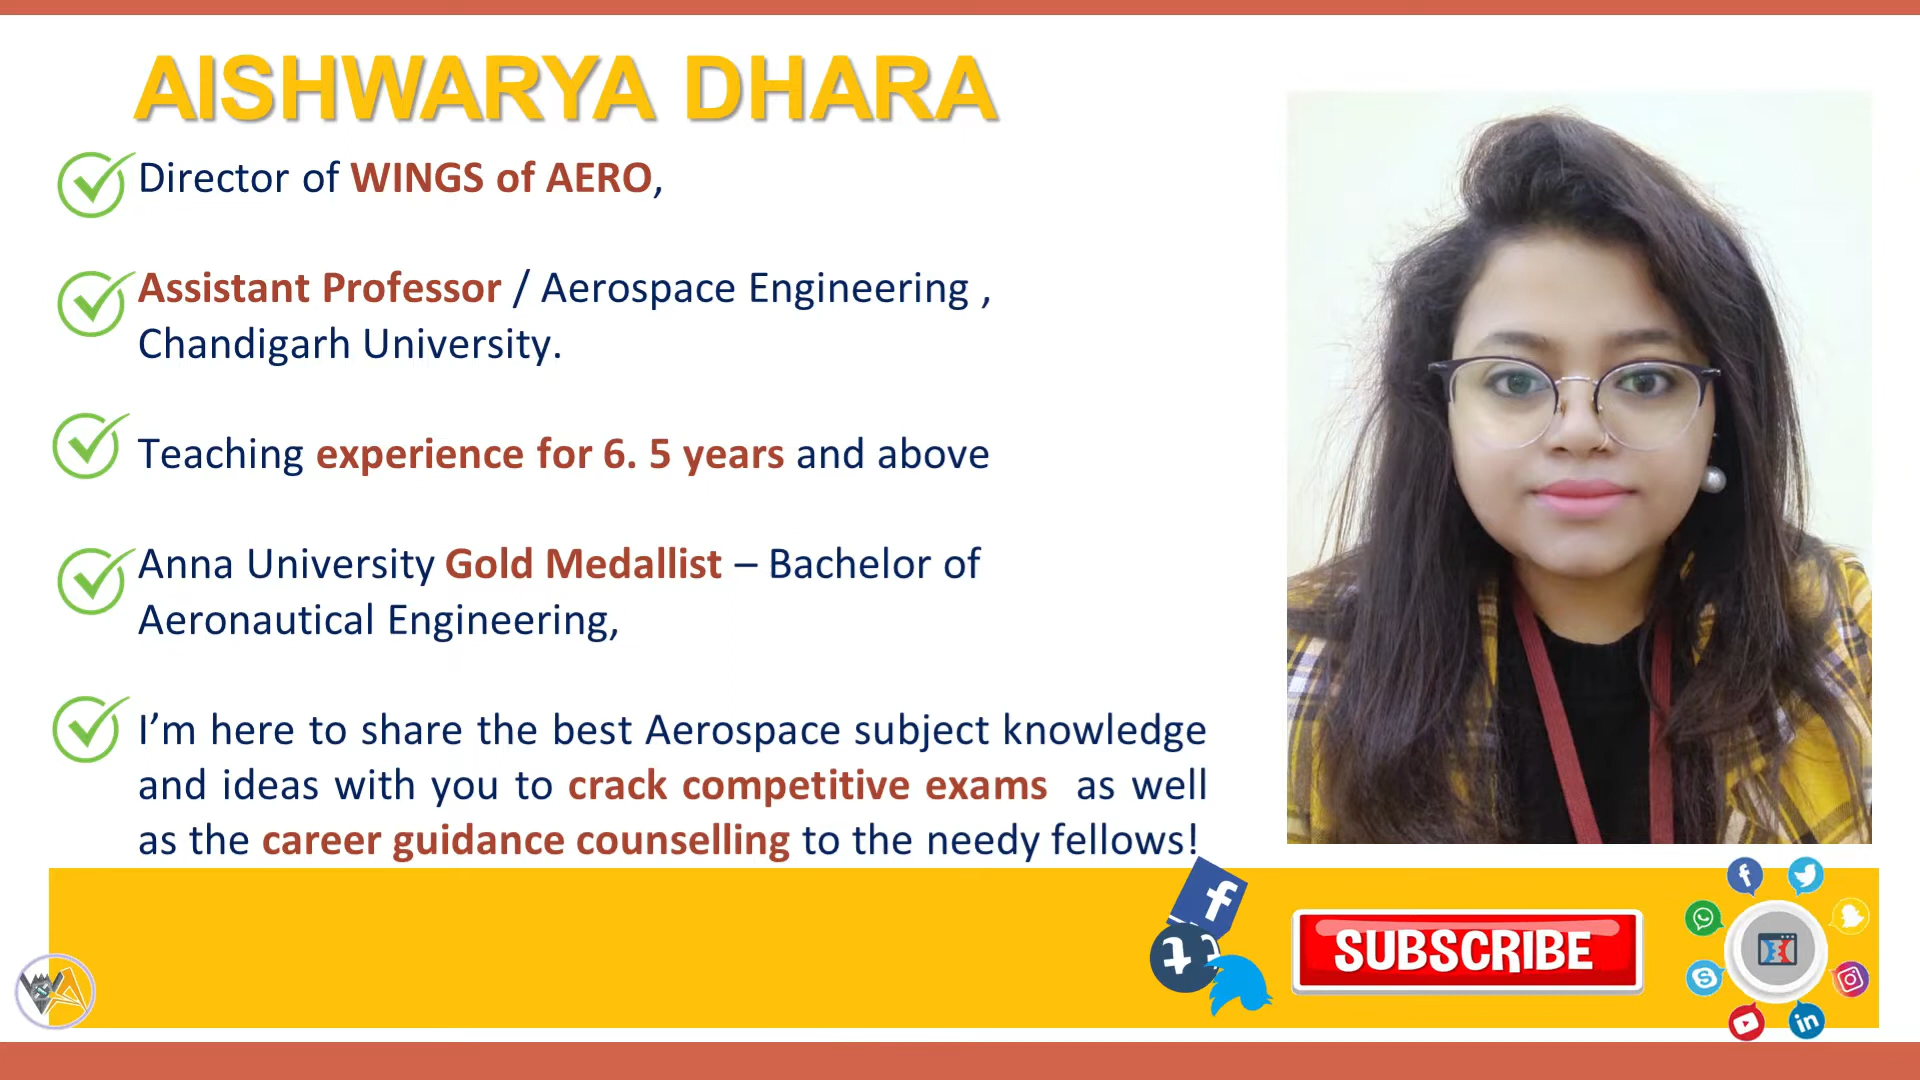 AISHWARYA DHARA
Director of WINGS of AERO,
Assistant Professor / Aerospace Engineering ,
Chandigarh University.
Teaching experience for 6. 5 years and above
Anna University Gold Medallist – Bachelor of
Aeronautical Engineering,
I’m here to share the best Aerospace subject knowledge
and ideas with you to crack competitive exams as well
as the career guidance counselling to the needy fellows!
SUBSCRIBE